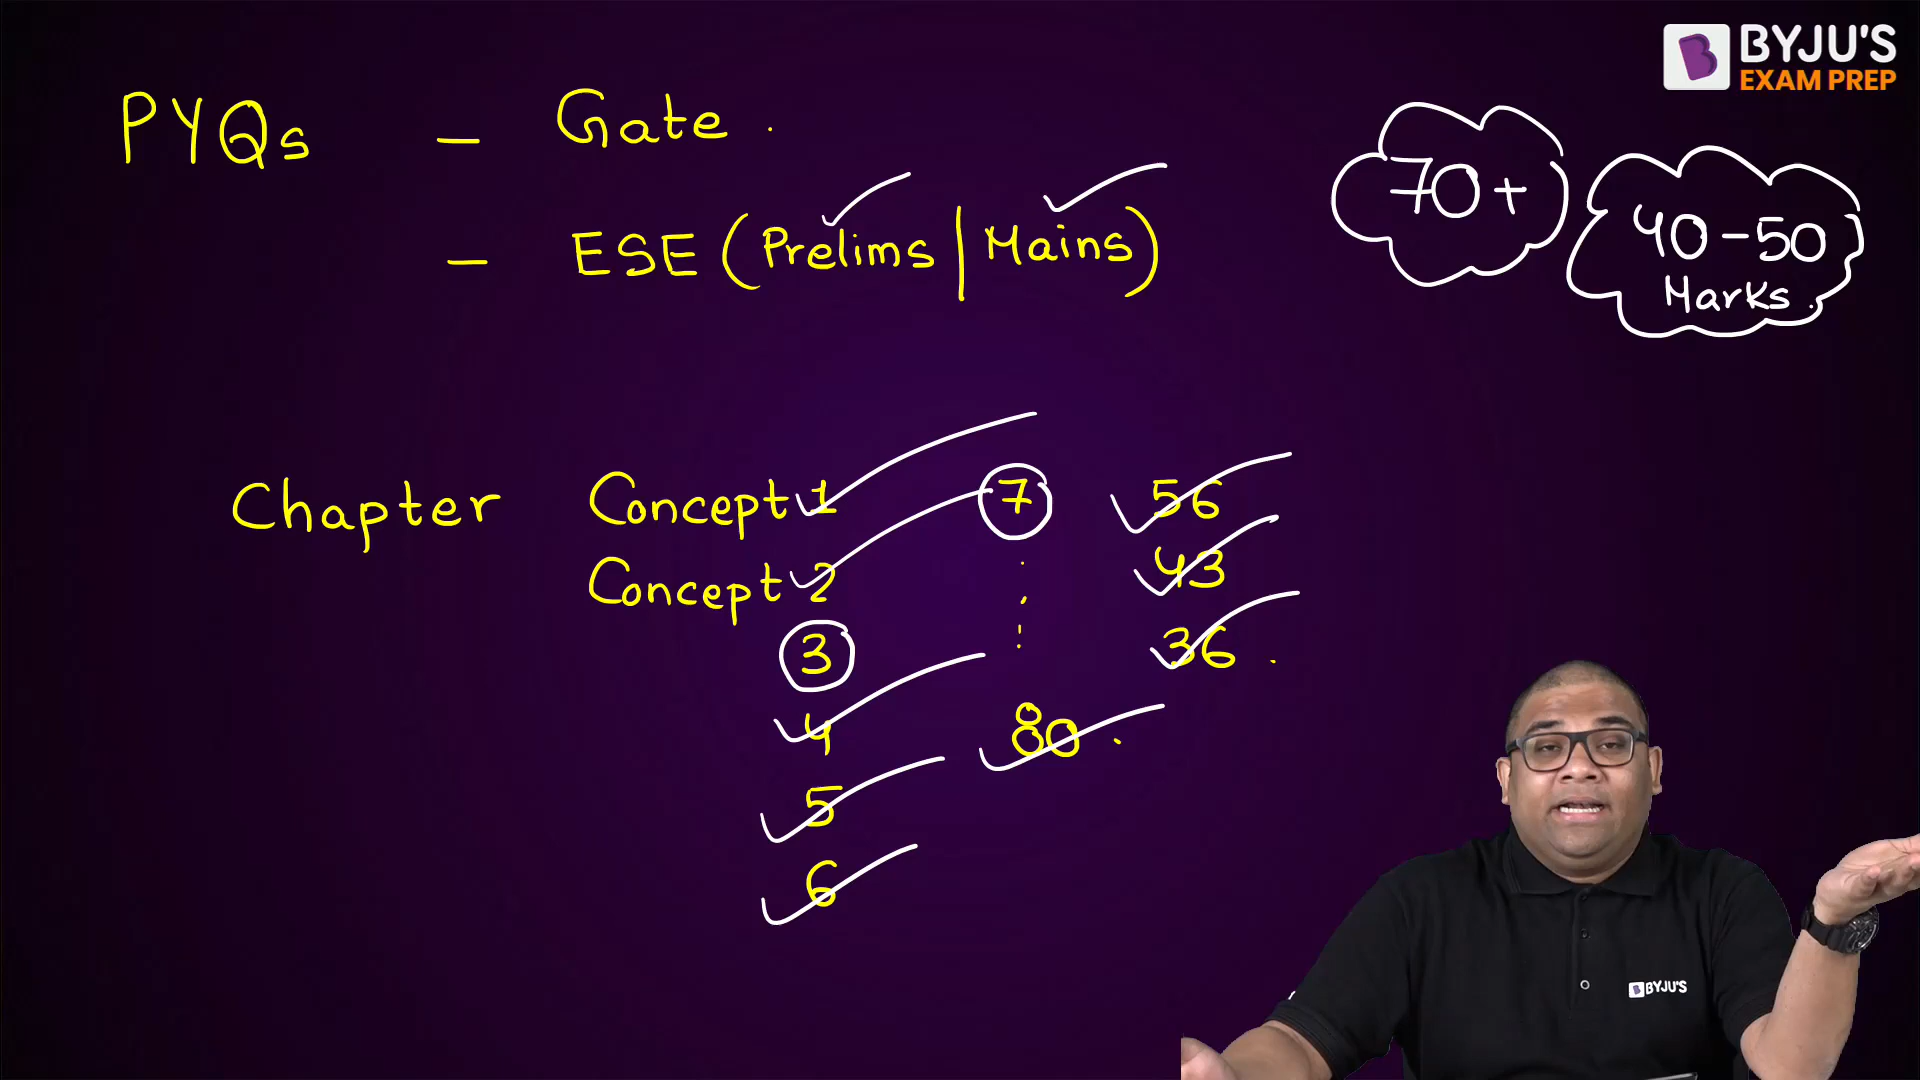 BYJU'S
EXAM PREP
PYQs - Gate .
- ESE (Prelims | Mains)
70+
40-50
Marks .
Chapter Concept 1 7 56
Concept 2 43
3 36 .
4 80 .
5
6
BYJU'S